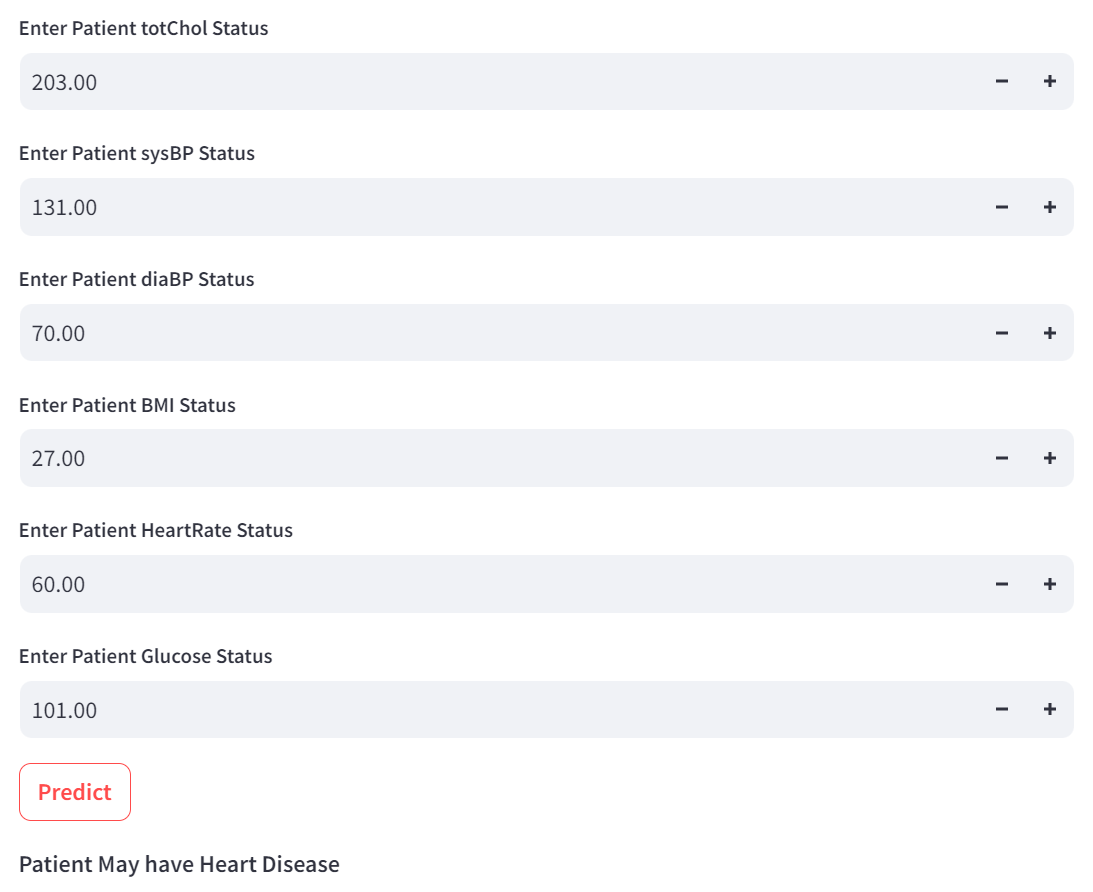 Enter Patient totChol Status
203.00
Enter Patient sysBP Status
131.00
Enter Patient diaBP Status
70.00
Enter Patient BMI Status
27.00
Enter Patient HeartRate Status
60.00
Enter Patient Glucose Status
101.00
Predict
Patient May have Heart Disease